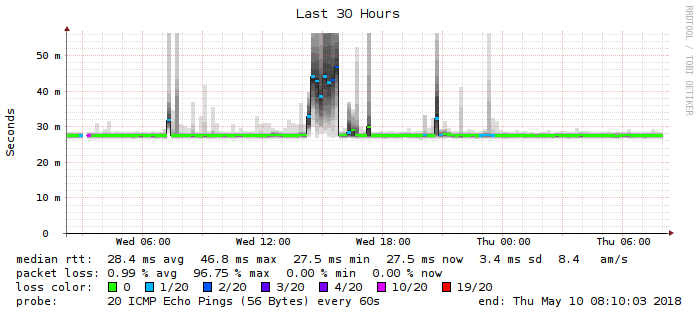 Last 30 Hours
RRDTOOL / TOBI OETIKER
Seconds
50 m
40 m
30 m
20 m
10 m
0
Wed 06:00 Wed 12:00 Wed 18:00 Thu 00:00 Thu 06:00
median rtt: 28.4 ms avg 46.8 ms max 27.5 ms min 27.5 ms now 3.4 ms sd 8.4 am/s
packet loss: 0.99 % avg 96.75 % max 0.00 % min 0.00 % now
loss color: 0 1/20 2/20 3/20 4/20 10/20 19/20
probe: 20 ICMP Echo Pings (56 Bytes) every 60s end: Thu May 10 08:10:03 2018